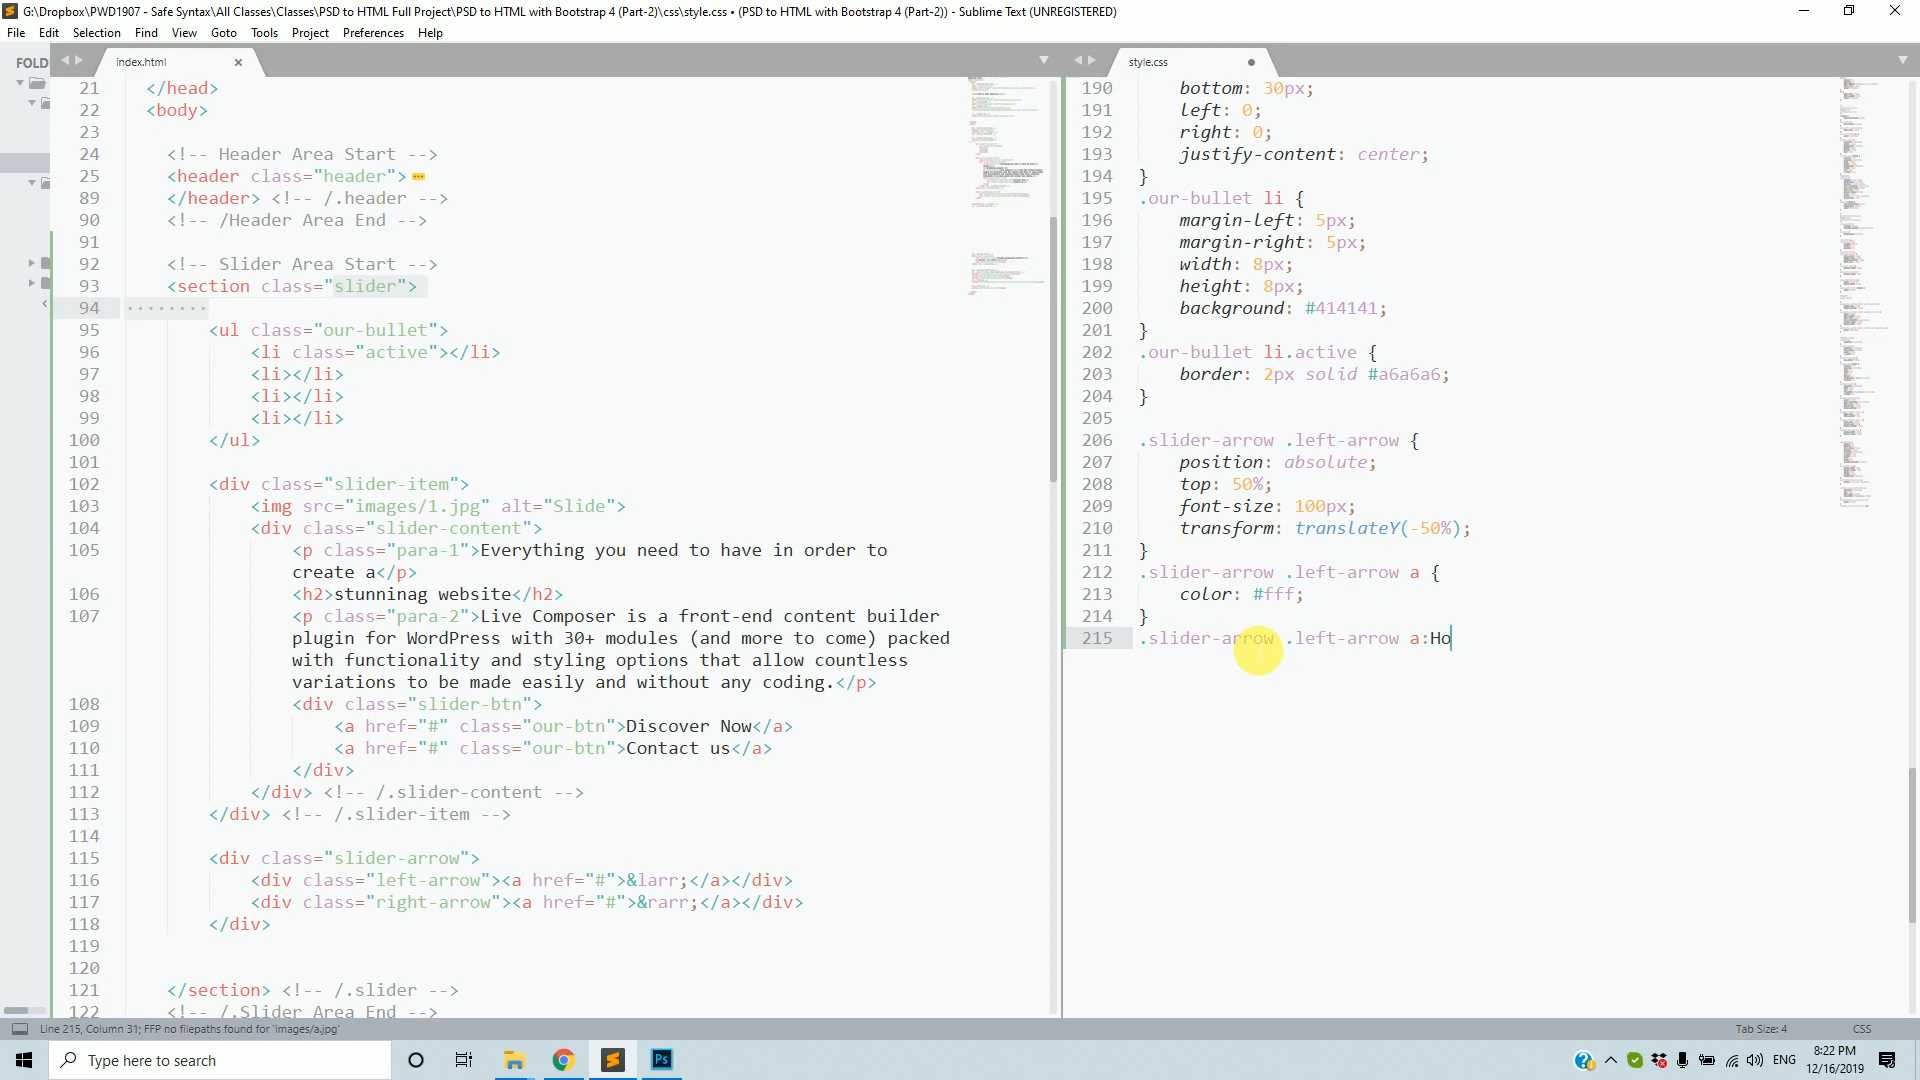 G:\Dropbox\PWD1907 - Safe Syntax\All Classes\Classes\PSD to HTML Full Project\PSD to HTML with Bootstrap 4 (Part-2)\css\style.css • (PSD to HTML with Bootstrap 4 (Part-2)) - Sublime Text (UNREGISTERED)
File Edit Selection Find View Goto Tools Project Preferences Help
FOLD
index.html
21 </head>
22 <body>
23
24 <!-- Header Area Start -->
25 <header class="header">
89 </header> <!-- /.header -->
90 <!-- /Header Area End -->
91
92 <!-- Slider Area Start -->
93 <section class="slider">
94
95 <ul class="our-bullet">
96 <li class="active"></li>
97 <li></li>
98 <li></li>
99 <li></li>
100 </ul>
101
102 <div class="slider-item">
103 <img src="images/1.jpg" alt="Slide">
104 <div class="slider-content">
105 <p class="para-1">Everything you need to have in order to
create a</p>
106 <h2>stunninag website</h2>
107 <p class="para-2">Live Composer is a front-end content builder
plugin for WordPress with 30+ modules (and more to come) packed
with functionality and styling options that allow countless
variations to be made easily and without any coding.</p>
108 <div class="slider-btn">
109 <a href="#" class="our-btn">Discover Now</a>
110 <a href="#" class="our-btn">Contact us</a>
111 </div>
112 </div> <!-- /.slider-content -->
113 </div> <!-- /.slider-item -->
114
115 <div class="slider-arrow">
116 <div class="left-arrow"><a href="#">&larr;</a></div>
117 <div class="right-arrow"><a href="#">&rarr;</a></div>
118 </div>
119
120
121 </section> <!-- /.slider -->
122 <!-- /.Slider Area End -->
style.css
190 bottom: 30px;
191 left: 0;
192 right: 0;
193 justify-content: center;
194 }
195 .our-bullet li {
196 margin-left: 5px;
197 margin-right: 5px;
198 width: 8px;
199 height: 8px;
200 background: #414141;
201 }
202 .our-bullet li.active {
203 border: 2px solid #a6a6a6;
204 }
205
206 .slider-arrow .left-arrow {
207 position: absolute;
208 top: 50%;
209 font-size: 100px;
210 transform: translateY(-50%);
211 }
212 .slider-arrow .left-arrow a {
213 color: #fff;
214 }
215 .slider-arrow .left-arrow a:Ho
Line 215, Column 31; FFP no filepaths found for 'images/a.jpg'
Tab Size: 4
CSS
Type here to search
Ps
ENG
8:22 PM
12/16/2019